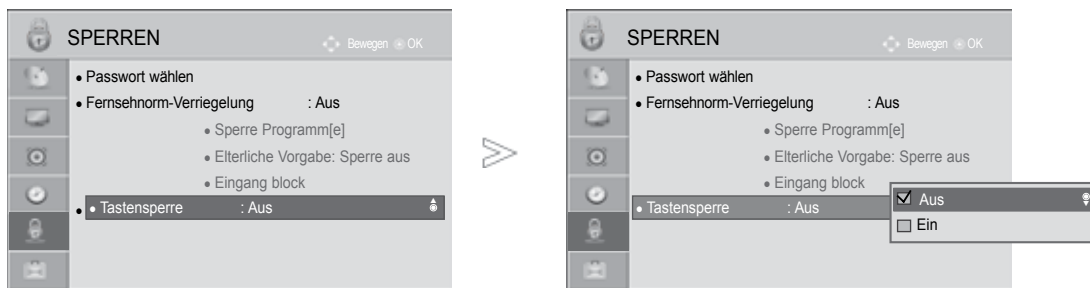 SPERREN
Bewegen OK
• Passwort wählen
• Fernsehnorm-Verriegelung : Aus
• Sperre Programm[e]
• Elterliche Vorgabe: Sperre aus
• Eingang block
• • Tastensperre : Aus
SPERREN
Bewegen OK
• Passwort wählen
• Fernsehnorm-Verriegelung : Aus
• Sperre Programm[e]
• Elterliche Vorgabe: Sperre aus
• Eingang block
• Tastensperre : Aus
Aus
Ein